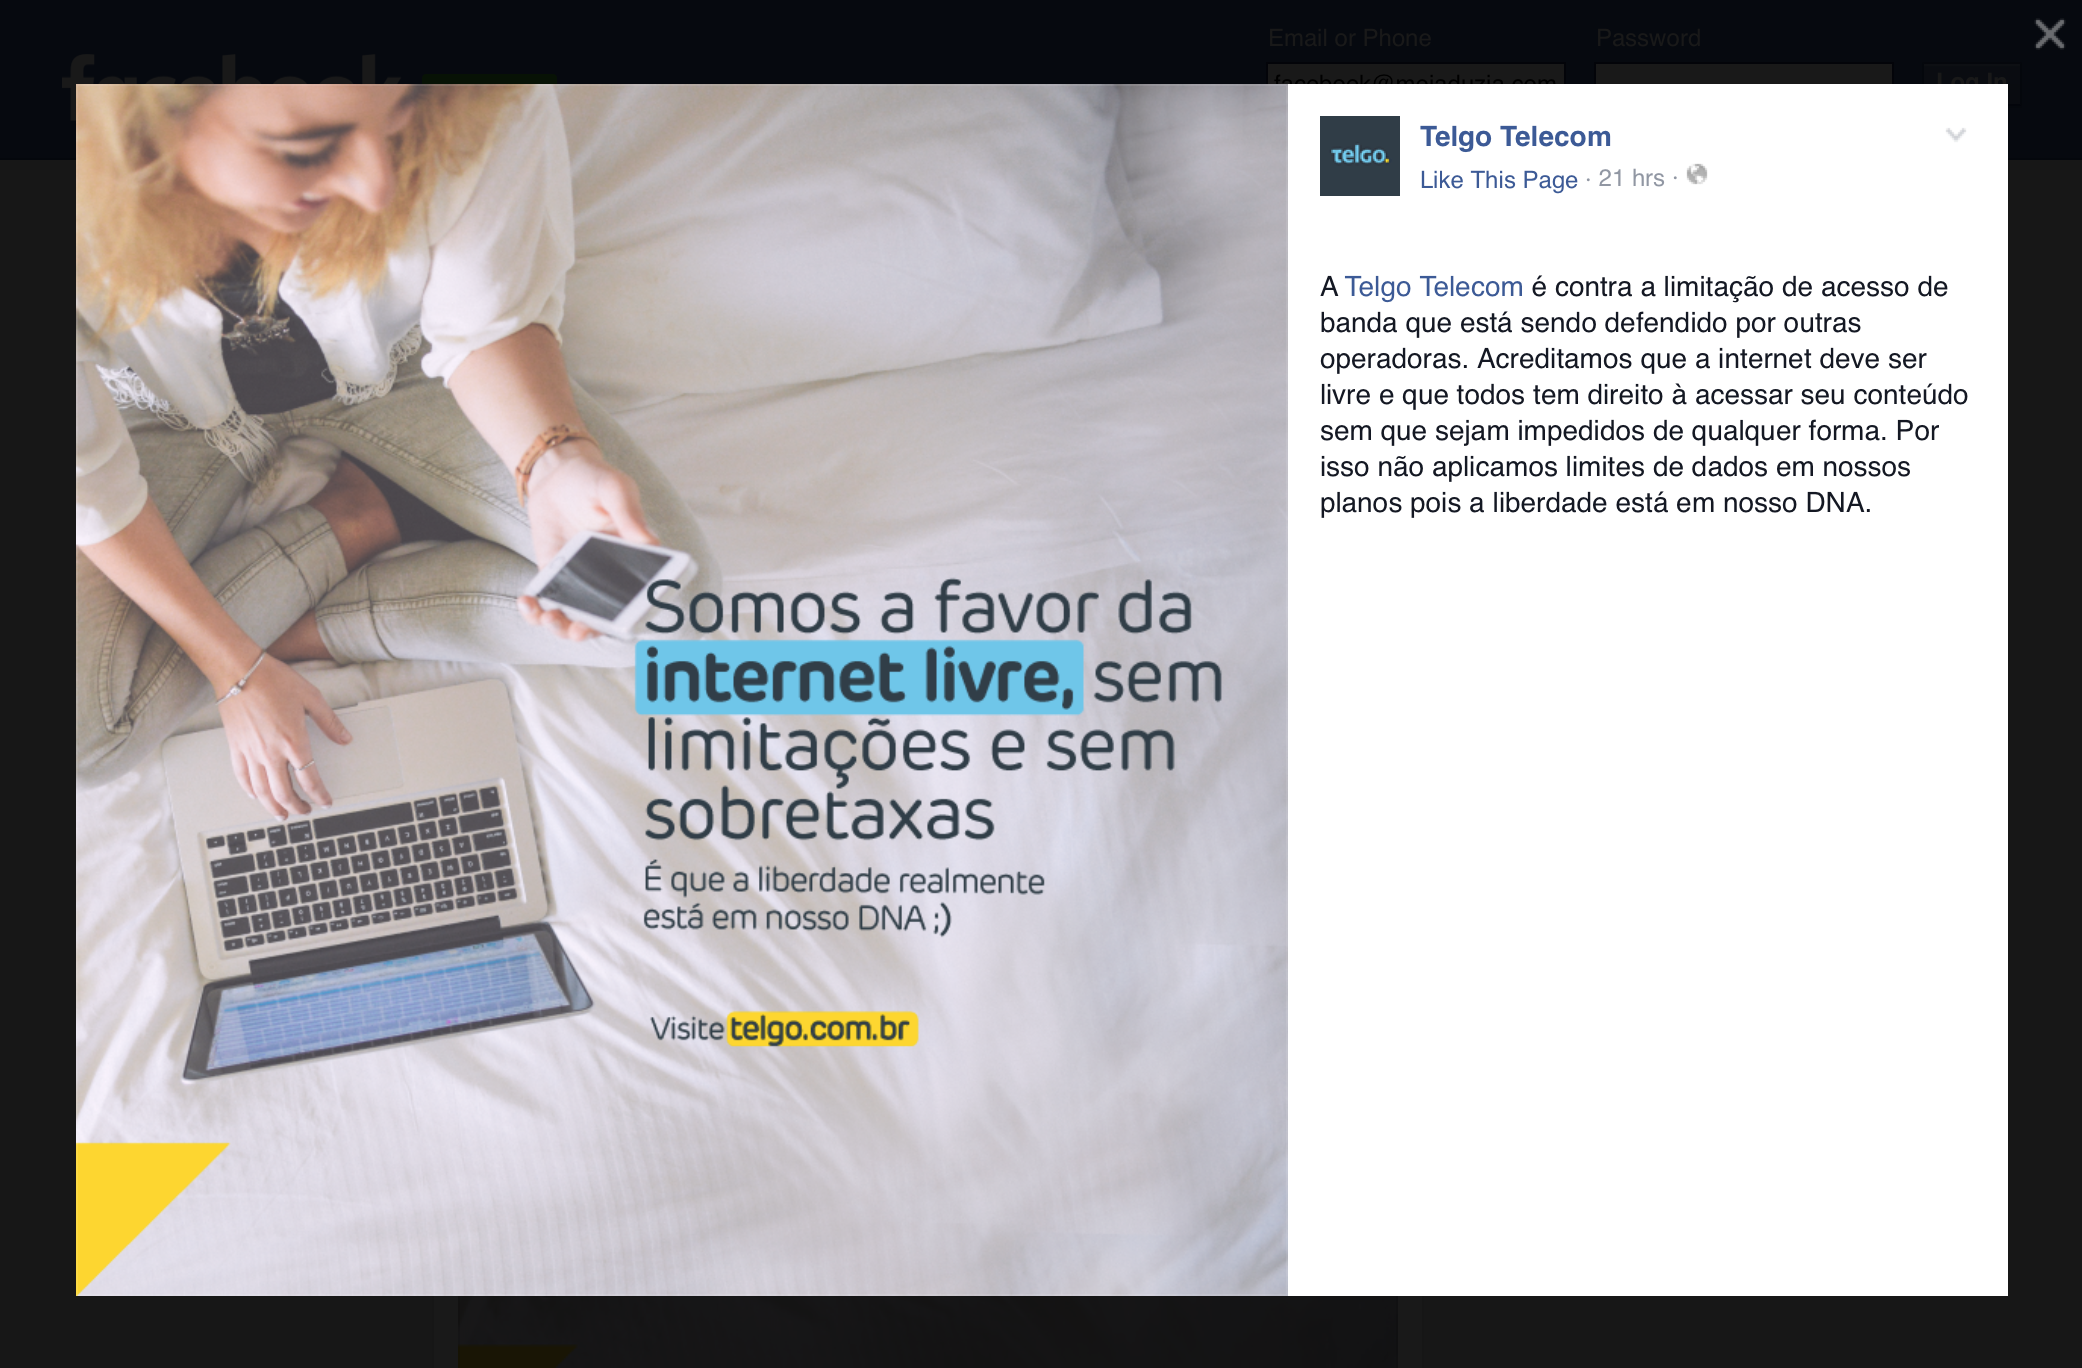 facebook
Email or Phone
Password
facebook@meiaduzia.com
Log In
Somos a favor da
internet livre, sem
limitações e sem
sobretaxas
É que a liberdade realmente
está em nosso DNA ;)
Visite telgo.com.br
TELGO.
Telgo Telecom
Like This Page · 21 hrs ·
A Telgo Telecom é contra a limitação de acesso de
banda que está sendo defendido por outras
operadoras. Acreditamos que a internet deve ser
livre e que todos tem direito à acessar seu conteúdo
sem que sejam impedidos de qualquer forma. Por
isso não aplicamos limites de dados em nossos
planos pois a liberdade está em nosso DNA.